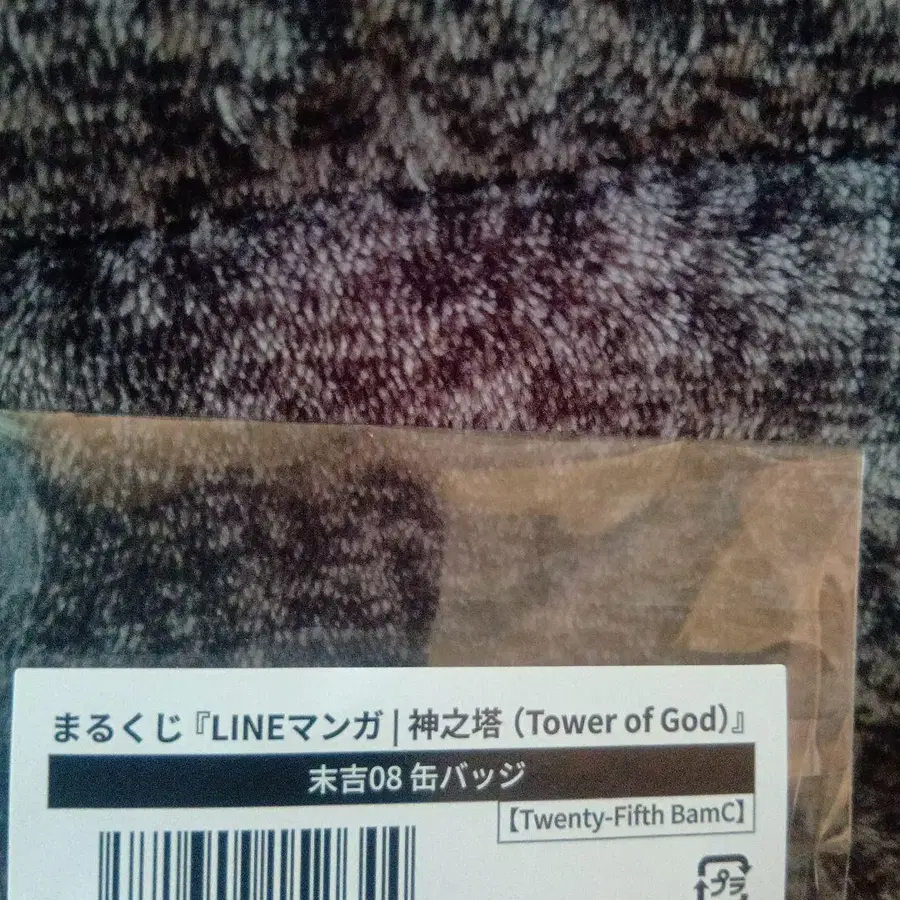 まるくじ『LINEマンガ | 神之塔（Tower of God）』
末吉08 缶バッジ
【Twenty-Fifth BamC】
プラ